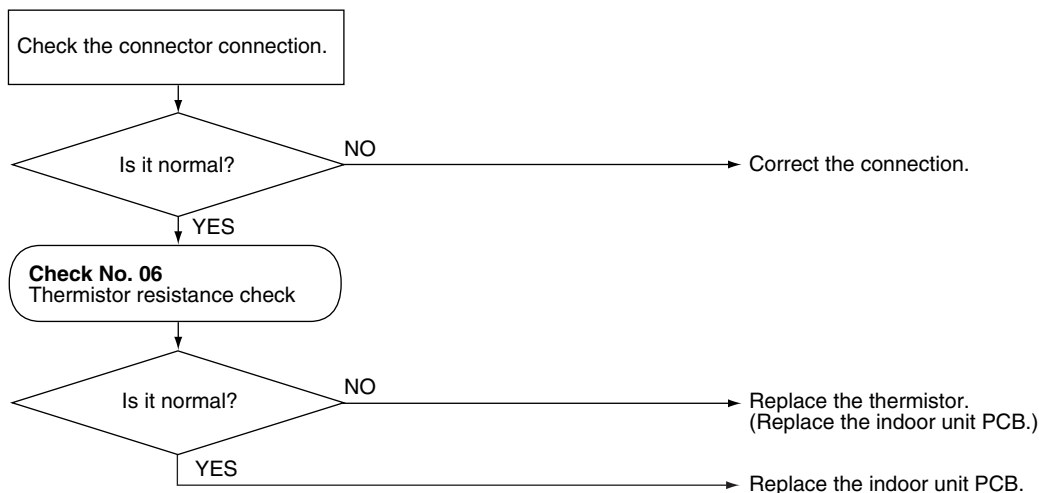 Check the connector connection.
Is it normal?
NO
Correct the connection.
YES
Check No. 06
Thermistor resistance check
Is it normal?
NO
Replace the thermistor.
(Replace the indoor unit PCB.)
YES
Replace the indoor unit PCB.